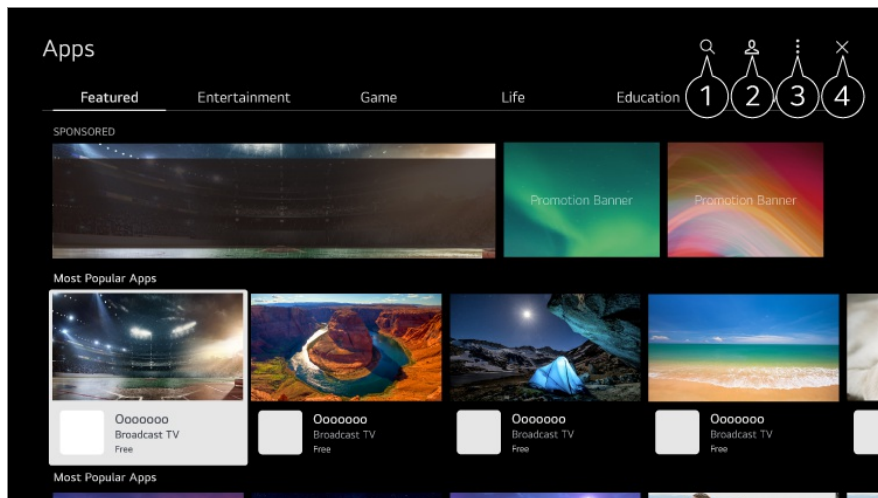 Apps
Featured Entertainment Game Life Education
1 2 3 4
SPONSORED
Promotion Banner Promotion Banner
Most Popular Apps
Ooooooo Ooooooo Ooooooo Ooooooo
Broadcast TV Broadcast TV Broadcast TV Broadcast TV
Free Free Free Free
Most Popular Apps